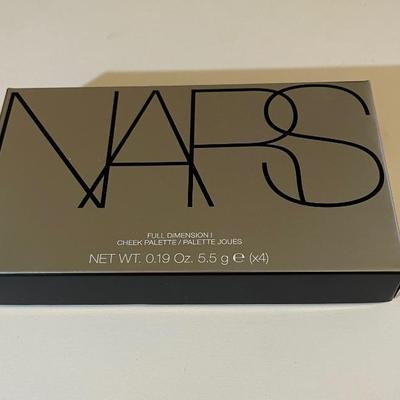 NARS
FULL DIMENSION I
CHEEK PALETTE / PALETTE JOUES
NET WT. 0.19 Oz. 5.5 g ℮ (x4)